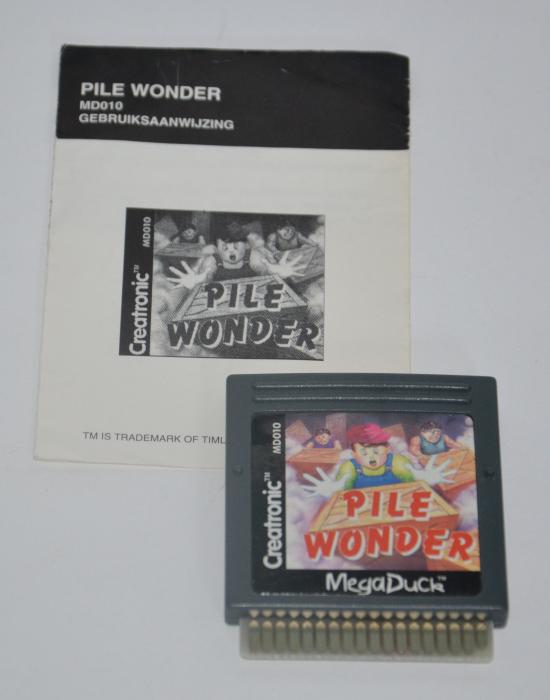 PILE WONDER
MD010
GEBRUIKSAANWIJZING
Creatronic™
MD010
PILE
WONDER
TM IS TRADEMARK OF TIML
Creatronic™
MD010
PILE
WONDER
MegaDuck™